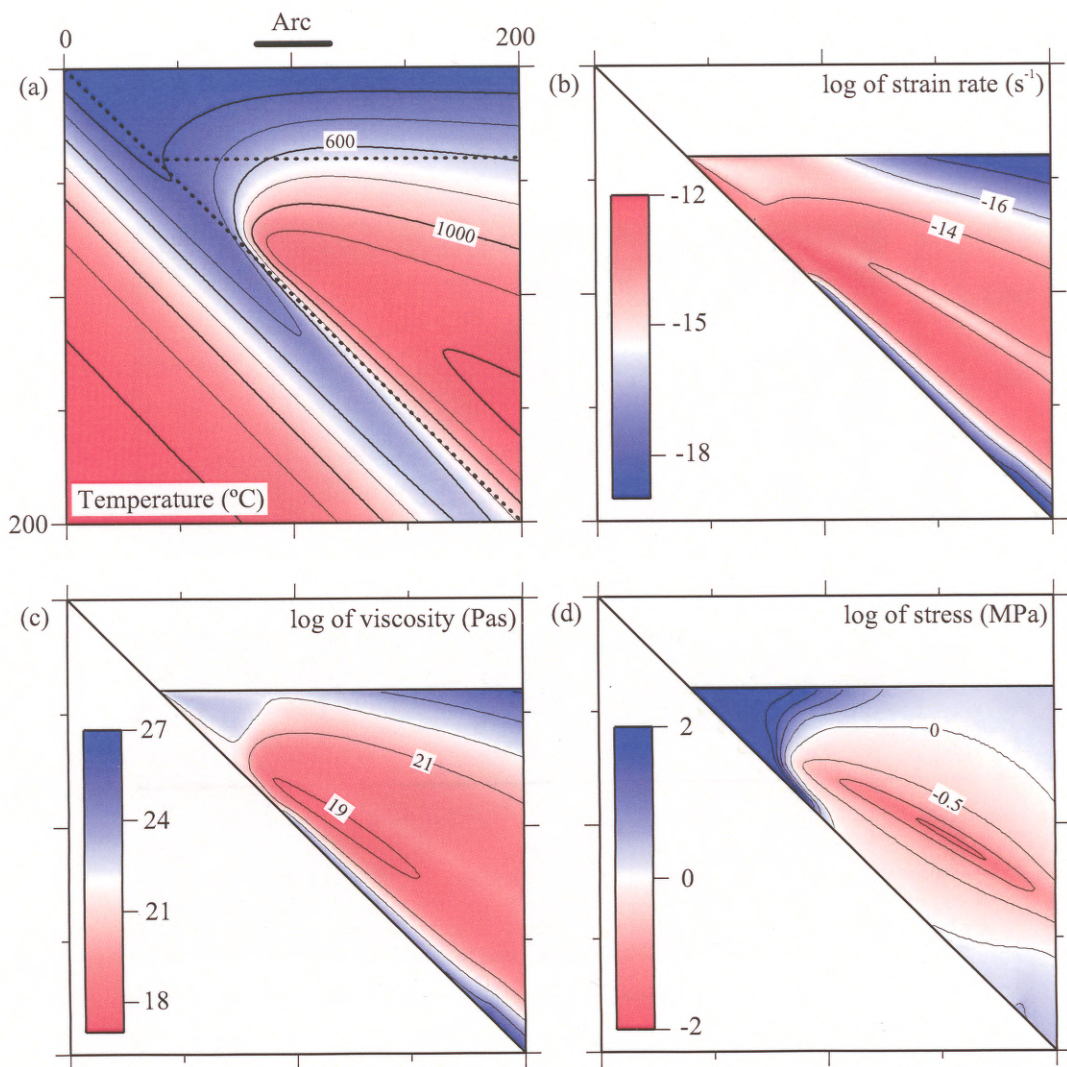 Arc
0
200
(a)
600
1000
Temperature (ºC)
200
(b)
log of strain rate (s⁻¹)
-12
-15
-18
-16
-14
(c)
log of viscosity (Pas)
27
24
21
18
21
19
(d)
log of stress (MPa)
2
0
-2
0
-0.5